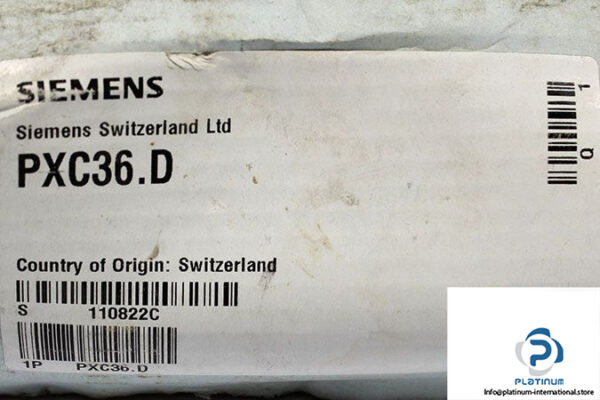 SIEMENS
Siemens Switzerland Ltd
PXC36.D
Q 1
Country of Origin: Switzerland
S 110822C
1P PXC36.D
PLATINUM
Info@platinum-international.store